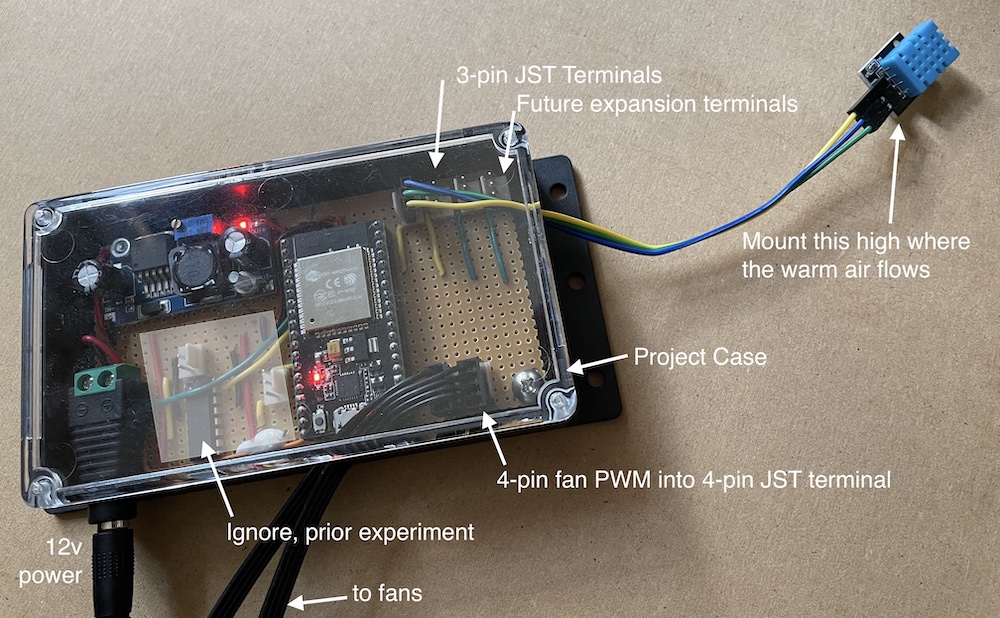 3-pin JST Terminals
Future expansion terminals
Mount this high where
the warm air flows
Project Case
4-pin fan PWM into 4-pin JST terminal
Ignore, prior experiment
12v
power
to fans